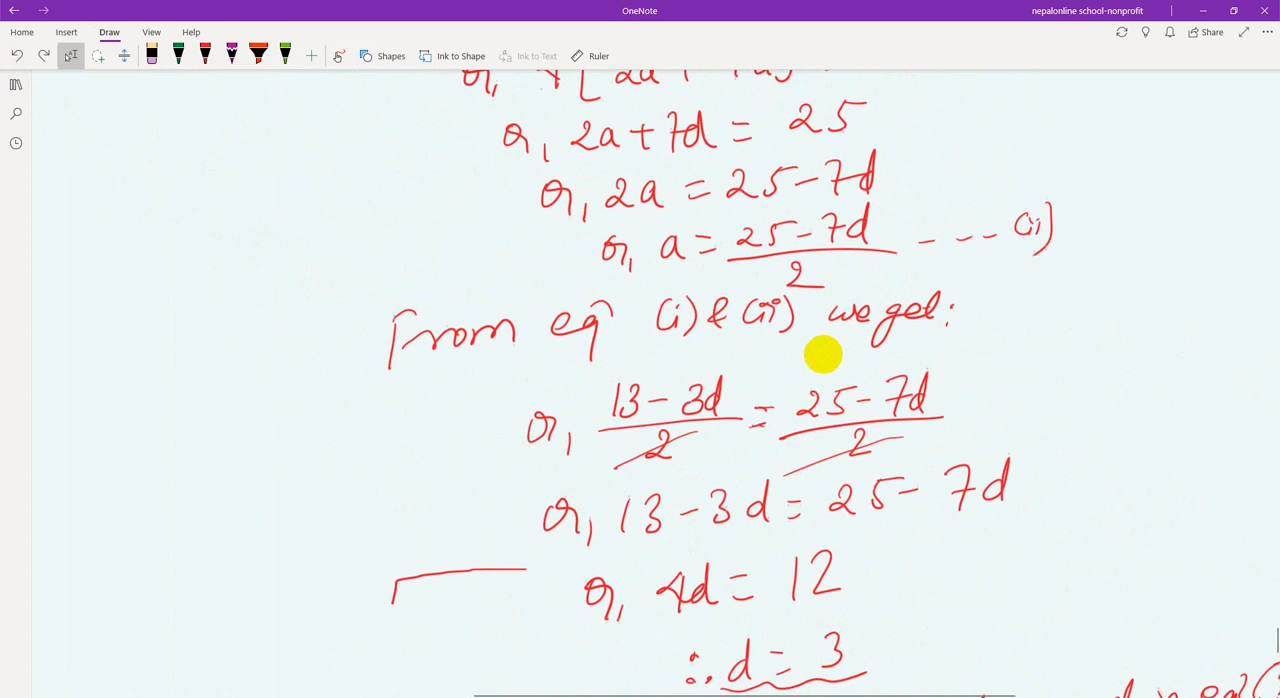 OneNote
nepalonline school-nonprofit
Home Insert Draw View Help
Share
Shapes Ink to Shape Ink to Text Ruler
or, 2a + 7d = 25
or, 2a = 25 - 7d
or, a = (25 - 7d)/2 - - -- (ii)
From eqn (i) & (ii) we get:
or, (13 - 3d)/2 = (25 - 7d)/2
or, 13 - 3d = 25 - 7d
or, 4d = 12
∴ d = 3